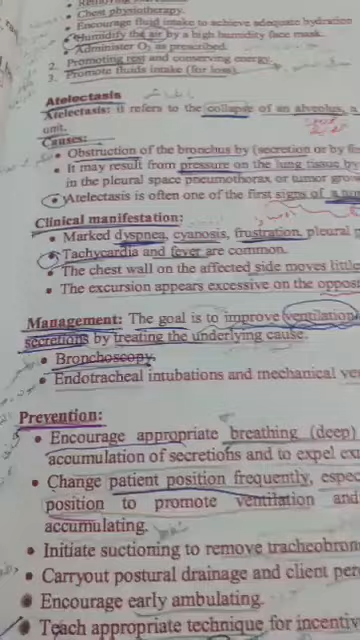 Removing
• Chest physiotherapy.
• Encourage fluid intake to achieve adequate hydration
• Humidify the air by a high humidity face mask.
• Administer O₂ as prescribed.
2. Promoting rest and conserving energy.
3. Promote fluids intake (for loss).
Atelectasis
Atelectasis: it refers to the collapse of an alveolus,
unit.
Causes:
• Obstruction of the bronchus by (secretion or by
• It may result from pressure on the lung tissue by
in the pleural space pneumothorax or tumor
• Atelectasis is often one of the first signs of a
Clinical manifestation:
• Marked dyspnea, cyanosis, frustration, pleural
• Tachycardia and fever are common.
• The chest wall on the affected side moves
• The excursion appears excessive on the
Management: The goal is to improve ventilation
secretions by treating the underlying cause.
• Bronchoscopy.
• Endotracheal intubations and mechanical
Prevention:
• Encourage appropriate breathing (deep)
accumulation of secretions and to expel
• Change patient position frequently,
position to promote ventilation and
accumulating.
• Initiate suctioning to remove
• Carryout postural drainage and client
• Encourage early ambulating.
• Teach appropriate technique for